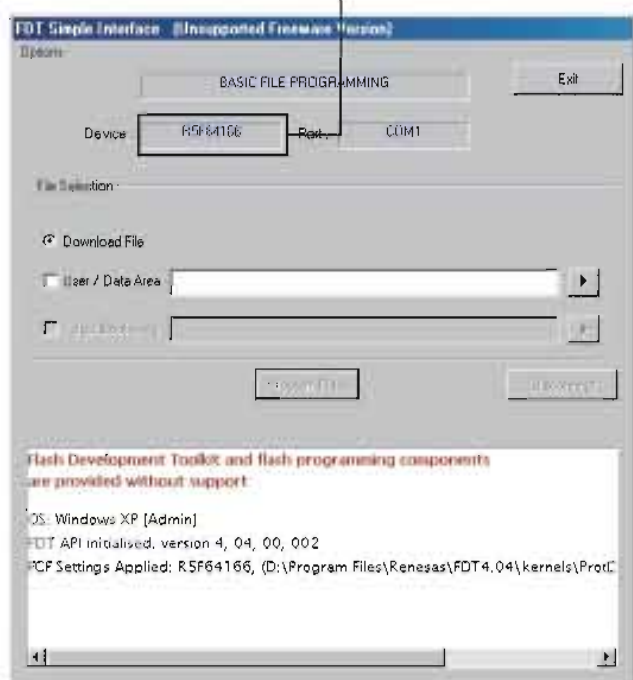 FDT Simple Interface (Unsupported Freeware Version)
Options
BASIC FILE PROGRAMMING
Exit
Device R5F64166 Port: COM1
File Selection
Download File
User / Data Area
Flash Development Toolkit and flash programming components
are provided without support
OS: Windows XP [Admin]
FDT API initialised, version 4, 04, 00, 002
FCF Settings Applied: R5F64166, (D:\Program Files\Renesas\FDT4.04\kernels\ProtC